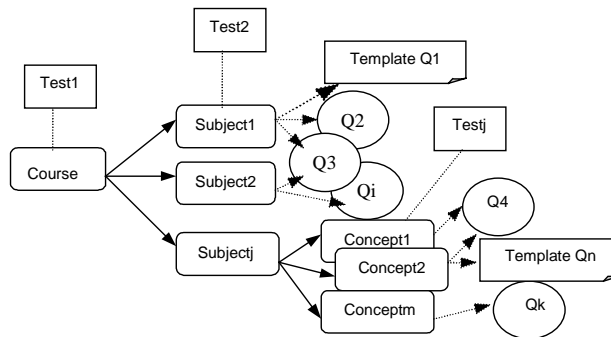 Test2
Template Q1
Test1
Q2
Testj
Subject1
Course
Q3
Subject2
Qi
Q4
Concept1
Subjectj
Template Qn
Concept2
Conceptm
Qk